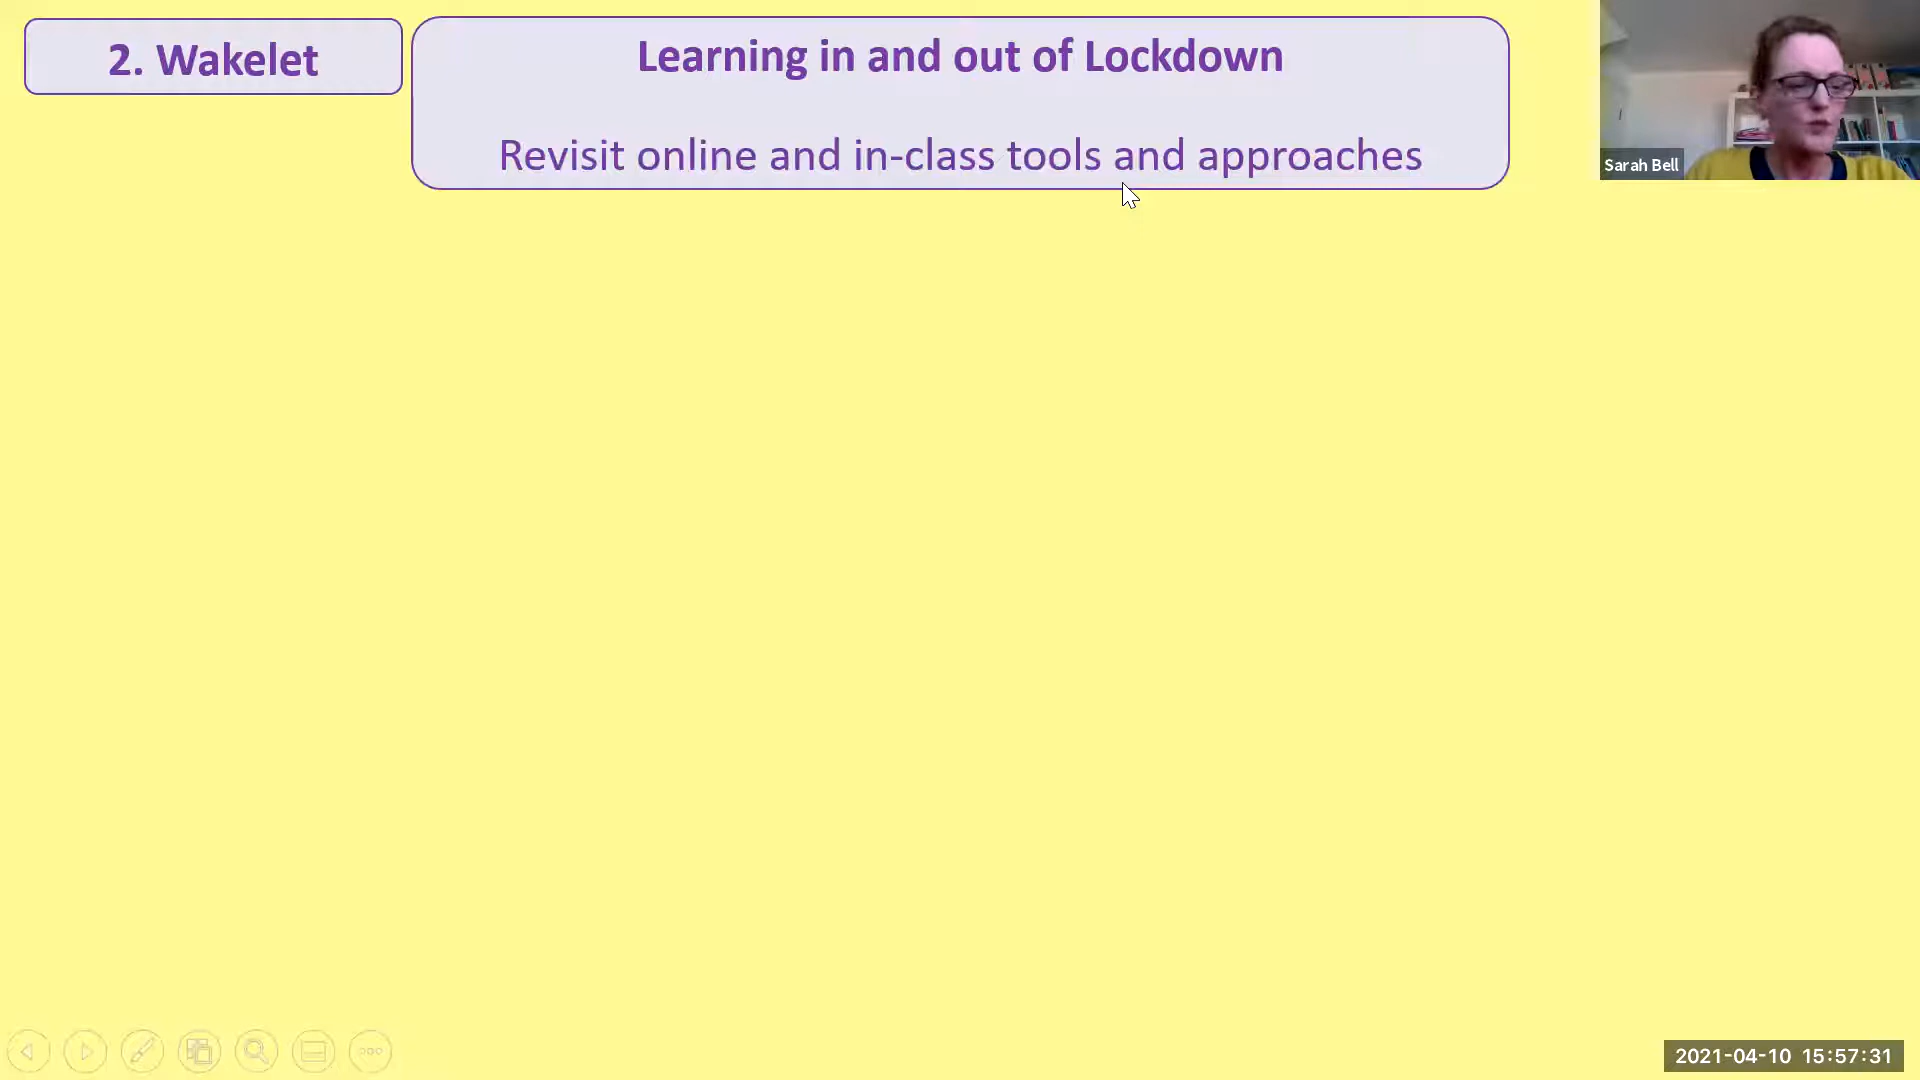 2. Wakelet
Learning in and out of Lockdown
Revisit online and in-class tools and approaches
Sarah Bell
2021-04-10 15:57:31